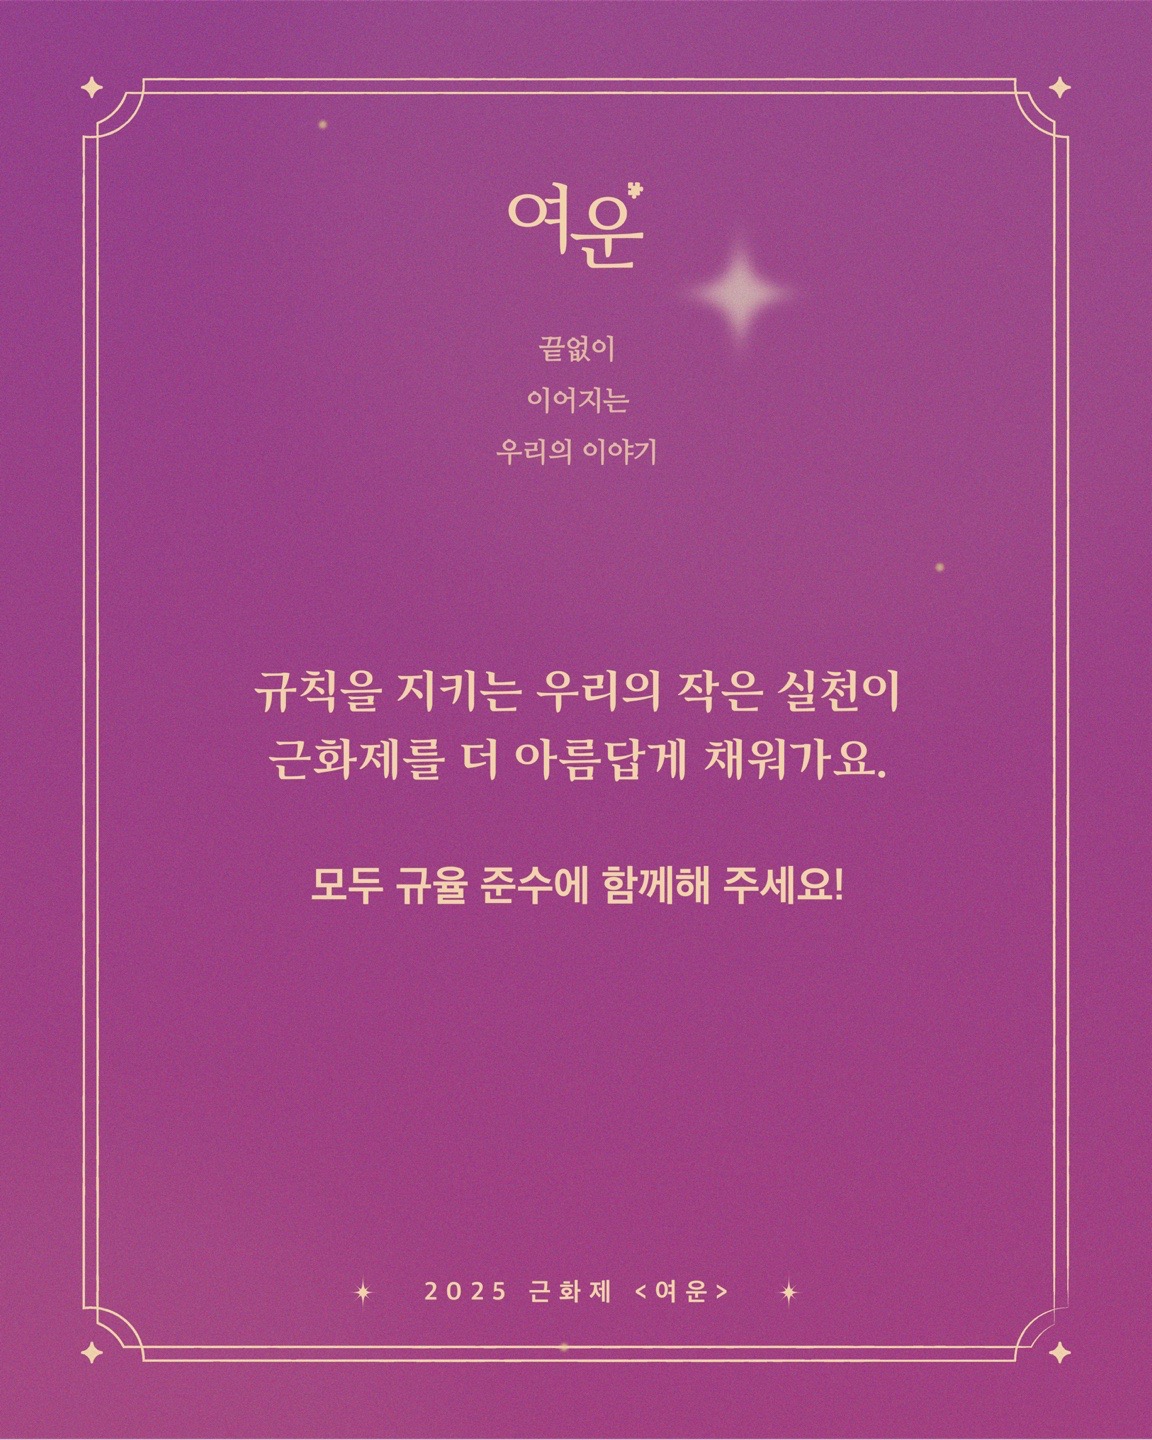 여운
끝없이
이어지는
우리의 이야기
규칙을 지키는 우리의 작은 실천이
근화제를 더 아름답게 채워가요.
모두 규율 준수에 함께해 주세요!
2025 근화제 <여운>